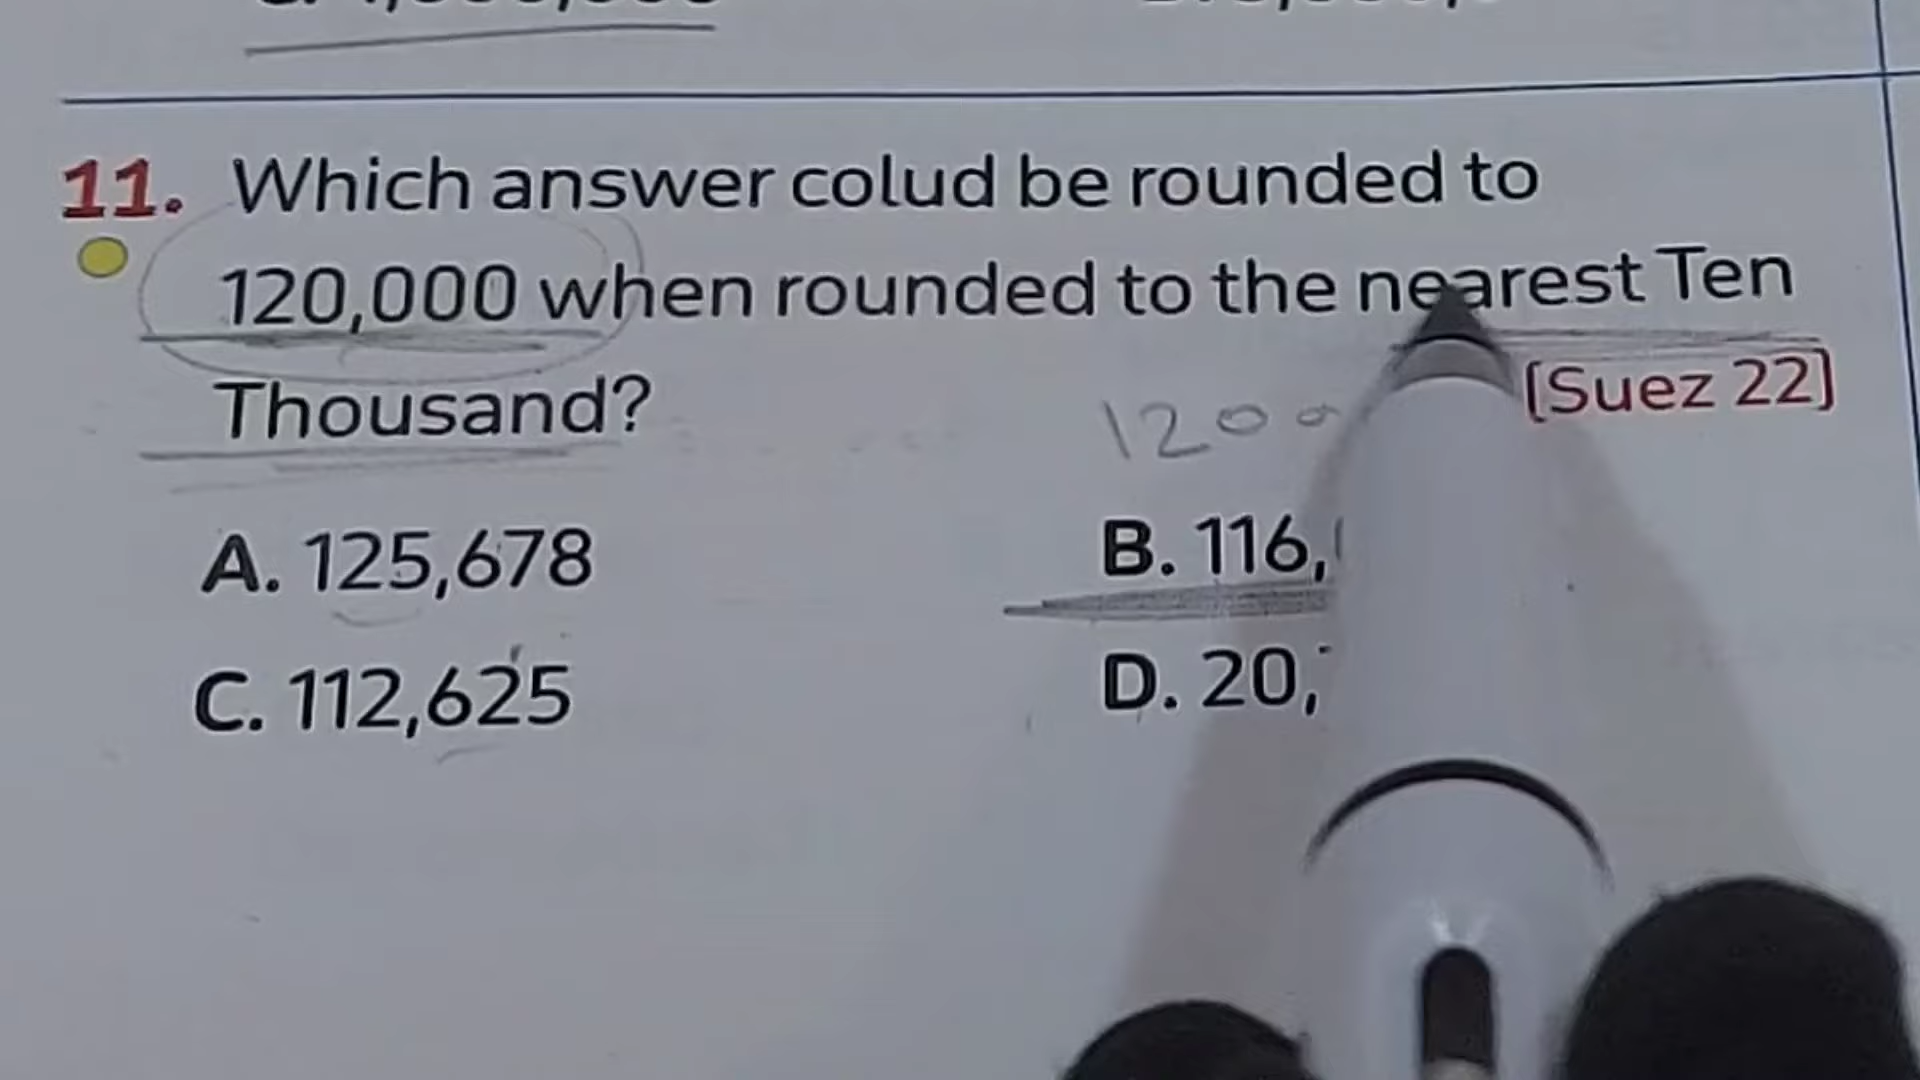 11. Which answer colud be rounded to
120,000 when rounded to the nearest Ten
Thousand?
[Suez 22]
1200
A. 125,678
B. 116,
C. 112,625
D. 20,